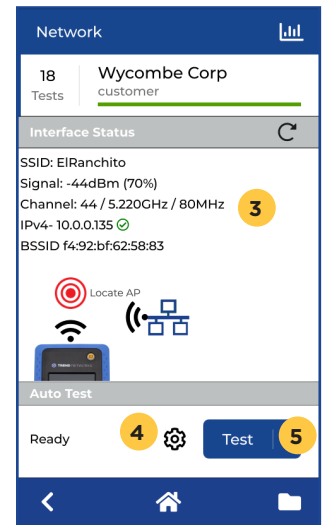 Network
18
Tests
Wycombe Corp
customer
Interface Status
SSID: ElRanchito
Signal: -44dBm (70%)
Channel: 44 / 5.220GHz / 80MHz
3
IPv4- 10.0.0.135
BSSID f4:92:bf:62:58:83
Locate AP
Auto Test
Ready
4
Test
5